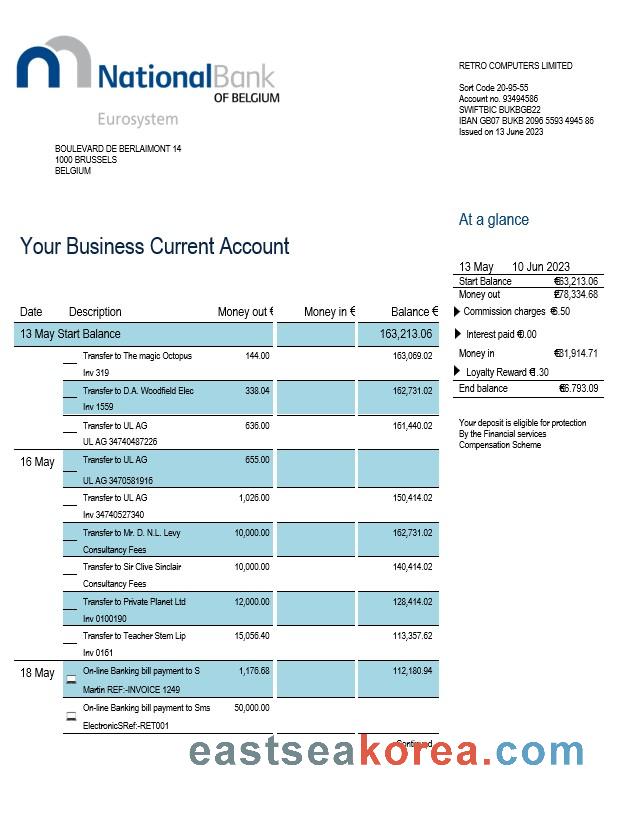 NationalBank
OF BELGIUM
Eurosystem
BOULEVARD DE BERLAIMONT 14
1000 BRUSSELS
BELGIUM
RETRO COMPUTERS LIMITED
Sort Code 20-95-55
Account no. 93494586
SWIFTBIC BUKBGB22
IBAN GB07 BUKB 2096 5593 4945 86
Issued on 13 June 2023
At a glance
13 May 10 Jun 2023
Start Balance 63,213.06
Money out 78,334.68
Commission charges 6.50
Interest paid 0.00
Money in 31,914.71
Loyalty Reward 1.30
End balance 6.793.09
Your deposit is eligible for protection
By the Financial services
Compensation Scheme
Your Business Current Account
Date Description Money out € Money in € Balance €
13 May Start Balance 163,213.06
Transfer to The magic Octopus 144.00 163,069.02
Inv 319
Transfer to D.A. Woodfield Elec 338.04 162,731.02
Inv 1559
Transfer to UL AG 636.00 161,440.02
UL AG 34740487226
16 May Transfer to UL AG 655.00
UL AG 3470581916
Transfer to UL AG 1,026.00 150,414.02
Inv 34740527340
Transfer to Mr. D. N.L. Levy 10,000.00 162,731.02
Consultancy Fees
Transfer to Sir Clive Sinclair 10,000.00 140,414.02
Consultancy Fees
Transfer to Private Planet Ltd 12,000.00 128,414.02
Inv 0100190
Transfer to Teacher Stem Lip 15,056.40 113,357.62
Inv 0161
18 May On-line Banking bill payment to S 1,176.68 112,180.94
Martin REF:-INVOICE 1249
On-line Banking bill payment to Sms 50,000.00
ElectronicSRef:-RET001
Continued
eastseakorea.com